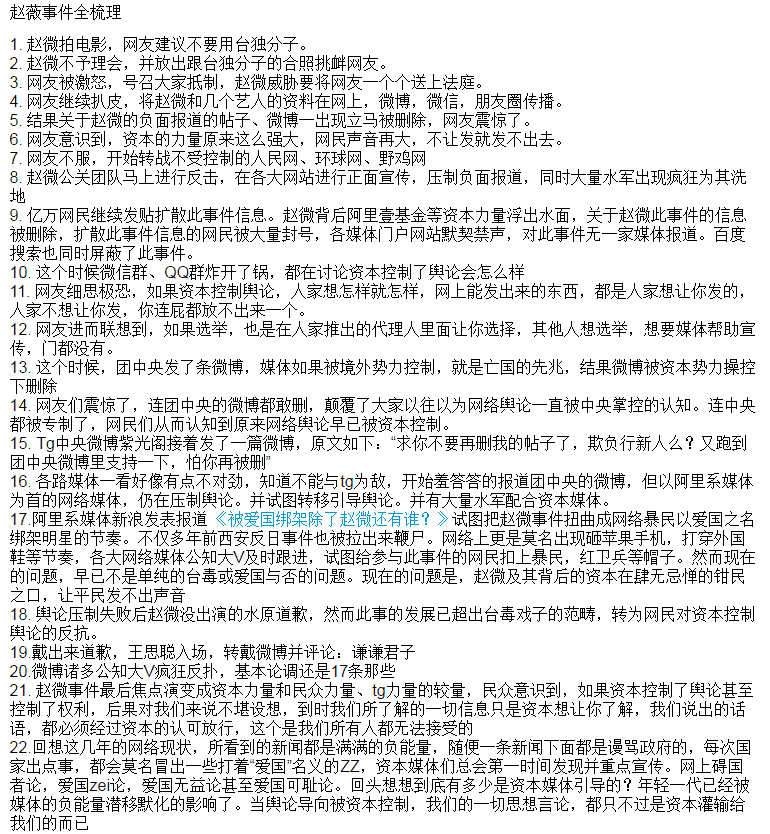 赵薇事件全梳理
1. 赵微拍电影，网友建议不要用台独分子。
2. 赵微不予理会，并放出跟台独分子的合照挑衅网友。
3. 网友被激怒，号召大家抵制，赵微威胁要将网友一个个送上法庭。
4. 网友继续扒皮，将赵微和几个艺人的资料在网上，微博，微信，朋友圈传播。
5. 结果关于赵微的负面报道的帖子、微博一出现立马被删除，网友震惊了。
6. 网友意识到，资本的力量原来这么强大，网民声音再大，不让发就发不出去。
7. 网友不服，开始转战不受控制的人民网、环球网、野鸡网
8. 赵微公关团队马上进行反击，在各大网站进行正面宣传，压制负面报道，同时大量水军出现疯狂为其洗
地
9. 亿万网民继续发贴扩散此事件信息。赵微背后阿里壹基金等资本力量浮出水面，关于赵微此事件的信息
被删除，扩散此事件信息的网民被大量封号，各媒体门户网站默契禁声，对此事件无一家媒体报道。百度
搜索也同时屏蔽了此事件。
10. 这个时候微信群、QQ群炸开了锅，都在讨论资本控制了舆论会怎么样
11. 网友细思极恐，如果资本控制舆论，人家想怎样就怎样，网上能发出来的东西，都是人家想让你发的，
人家不想让你发，你连屁都放不出来一个。
12. 网友进而联想到，如果选举，也是在人家推出的代理人里面让你选择，其他人想选举，想要媒体帮助宣
传，门都没有。
13. 这个时候，团中央发了条微博，媒体如果被境外势力控制，就是亡国的先兆，结果微博被资本势力操控
下删除
14. 网友们震惊了，连团中央的微博都敢删，颠覆了大家以往以为网络舆论一直被中央掌控的认知。连中央
都被专制了，网民们从而认知到原来网络舆论早已被资本控制。
15. Tg中央微博紫光阁接着发了一篇微博，原文如下：“求你不要再删我的帖子了，欺负行新人么？又跑到
团中央微博里支持一下，怕你再被删”
16. 各路媒体一看好像有点不对劲，知道不能与tg为敌，开始羞答答的报道团中央的微博，但以阿里系媒体
为首的网络媒体，仍在压制舆论。并试图转移引导舆论。并有大量水军配合资本媒体。
17.阿里系媒体新浪发表报道《被爱国绑架除了赵微还有谁？》试图把赵微事件扭曲成网络暴民以爱国之名
绑架明星的节奏。不仅多年前西安反日事件也被拉出来鞭尸。网络上更是莫名出现砸苹果手机，打穿外国
鞋等节奏，各大网络媒体公知大V及时跟进，试图给参与此事件的网民扣上暴民，红卫兵等帽子。然而现在
的问题，早已不是单纯的台毒或爱国与否的问题。现在的问题是，赵微及其背后的资本在肆无忌惮的钳民
之口，让平民发不出声音
18. 舆论压制失败后赵微没出演的水原道歉，然而此事的发展已超出台毒戏子的范畴，转为网民对资本控制
舆论的反抗。
19.戴出来道歉，王思聪入场，转戴微博并评论：谦谦君子
20.微博诸多公知大V疯狂反扑，基本论调还是17条那些
21. 赵微事件最后焦点演变成资本力量和民众力量、tg力量的较量，民众意识到，如果资本控制了舆论甚至
控制了权利，后果对我们来说不堪设想，到时我们所了解的一切信息只是资本想让你了解，我们说出的话
语，都必须经过资本的认可放行，这个是我们所有人都无法接受的
22.回想这几年的网络现状，所看到的新闻都是满满的负能量，随便一条新闻下面都是谩骂政府的，每次国
家出点事，都会莫名冒出一些打着“爱国”名义的ZZ，资本媒体们总会第一时间发现并重点宣传。网上碍国
者论，爱国zei论，爱国无益论甚至爱国可耻论。回头想想到底有多少是资本媒体引导的？年轻一代已经被
媒体的负能量潜移默化的影响了。当舆论导向被资本控制，我们的一切思想言论，都只不过是资本灌输给
我们的而已